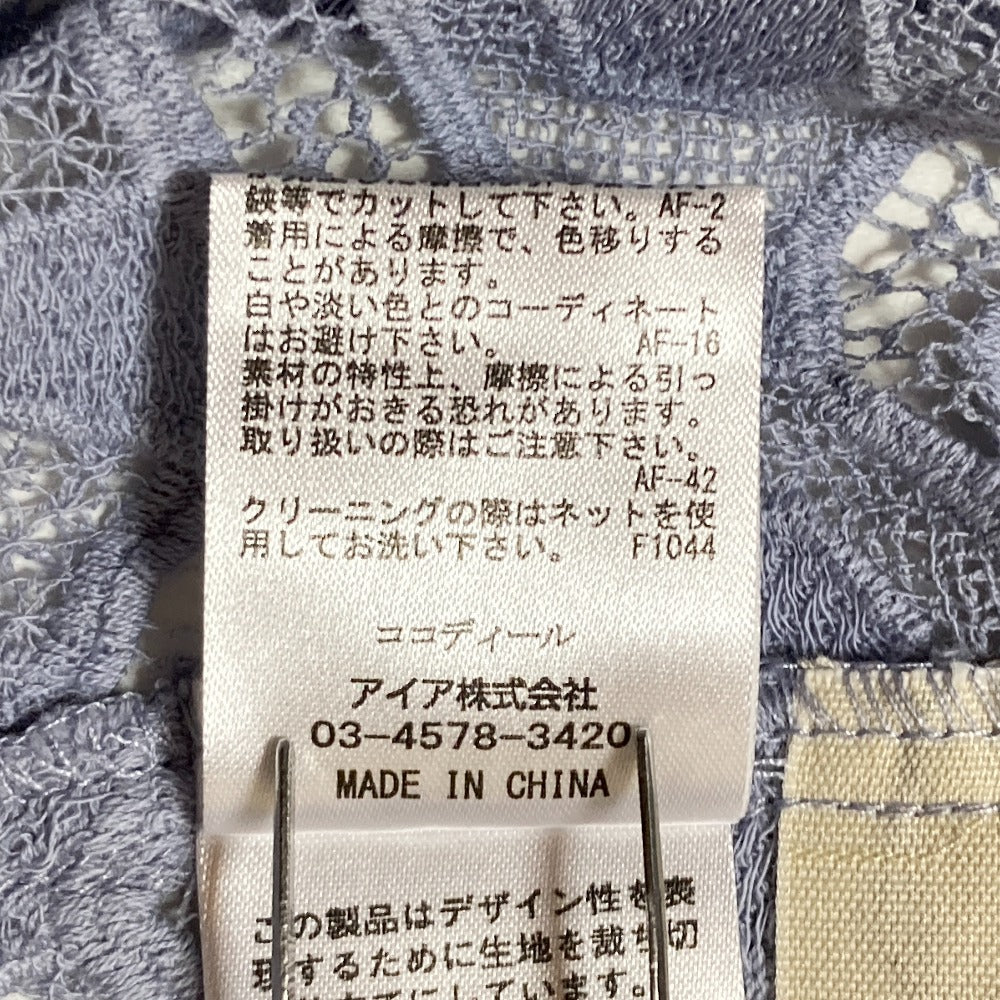 鋏等でカットして下さい。AF-2
着用による摩擦で、色移りする
ことがあります。
白や淡い色とのコーディネート
はお避け下さい。 AF-16
素材の特性上、摩擦による引っ
掛けがおきる恐れがあります。
取り扱いの際はご注意下さい。
AF-42
クリーニングの際はネットを使
用してお洗い下さい。 F1044
ココディール
アイア株式会社
03-4578-3420
MADE IN CHINA
この製品はデザイン性を表
現するために生地を裁ち切
にしています。